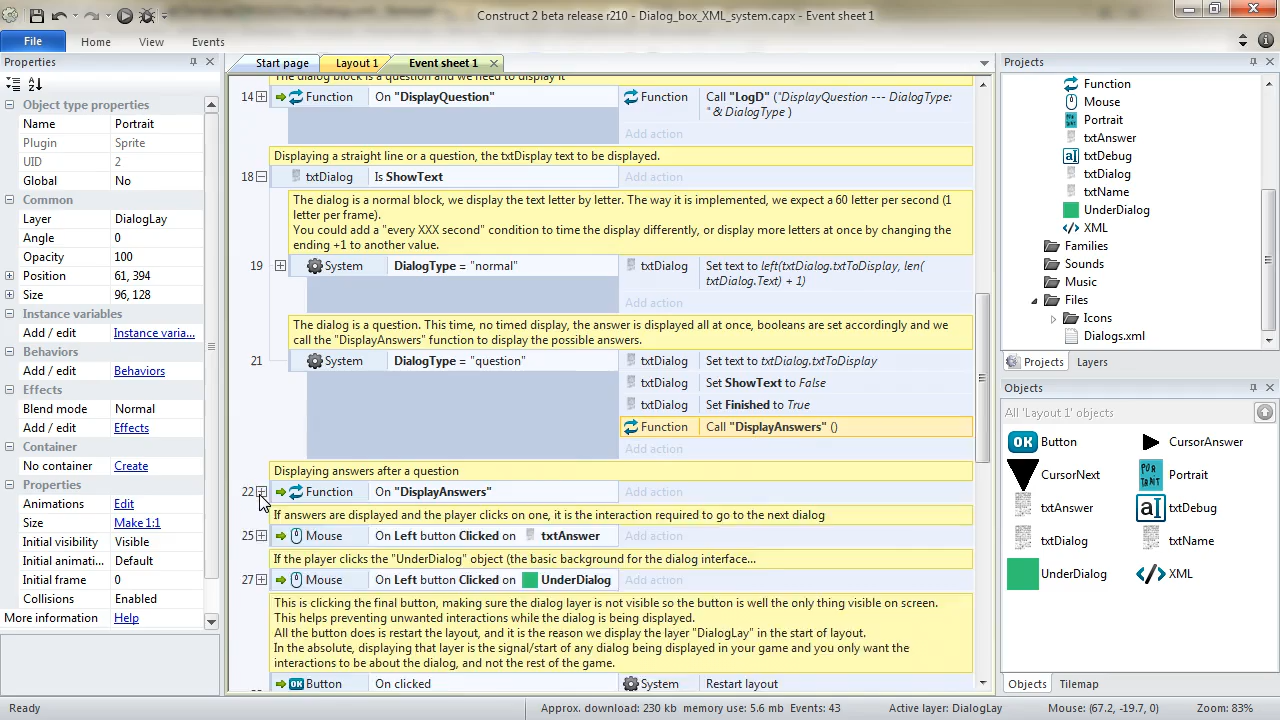 Construct 2 beta release r210 - Dialog_box_XML_system.capx - Event sheet 1
File Home View Events
Properties
Object type properties
Name Portrait
Plugin Sprite
UID 2
Global No
Common
Layer DialogLay
Angle 0
Opacity 100
Position 61, 394
Size 96, 128
Instance variables
Add / edit Instance varia...
Behaviors
Add / edit Behaviors
Effects
Blend mode Normal
Add / edit Effects
Container
No container Create
Properties
Animations Edit
Size Make 1:1
Initial visibility Visible
Initial animati... Default
Initial frame 0
Collisions Enabled
More information Help
Start page Layout 1 Event sheet 1
The dialog block is a question and we need to display it
14 Function On "DisplayQuestion" Function Call "LogD" ("DisplayQuestion --- DialogType:
" & DialogType )
Add action
Displaying a straight line or a question, the txtDisplay text to be displayed.
18 txtDialog Is ShowText Add action
The dialog is a normal block, we display the text letter by letter. The way it is implemented, we expect a 60 letter per second (1
letter per frame).
You could add a "every XXX second" condition to time the display differently, or display more letters at once by changing the
ending +1 to another value.
19 System DialogType = "normal" txtDialog Set text to left(txtDialog.txtToDisplay, len(
txtDialog.Text) + 1)
Add action
The dialog is a question. This time, no timed display, the answer is displayed all at once, booleans are set accordingly and we
call the "DisplayAnswers" function to display the possible answers.
21 System DialogType = "question" txtDialog Set text to txtDialog.txtToDisplay
txtDialog Set ShowText to False
txtDialog Set Finished to True
Function Call "DisplayAnswers" ()
Add action
Displaying answers after a question
22 Function On "DisplayAnswers" Add action
If answers are displayed and the player clicks on one, it is the interaction required to go to the next dialog
25 Mouse On Left button Clicked on txtAnswer Add action
If the player clicks the "UnderDialog" object (the basic background for the dialog interface...
27 Mouse On Left button Clicked on UnderDialog Add action
This is clicking the final button, making sure the dialog layer is not visible so the button is well the only thing visible on screen.
This helps preventing unwanted interactions while the dialog is being displayed.
All the button does is restart the layout, and it is the reason we display the layer "DialogLay" in the start of layout.
In the absolute, displaying that layer is the signal/start of any dialog being displayed in your game and you only want the
interactions to be about the dialog, and not the rest of the game.
Button On clicked System Restart layout
Projects
Function
Mouse
PORTRAIT Portrait
txtAnswer
txtDebug
txtDialog
txtName
UnderDialog
XML
Families
Sounds
Music
Files
Icons
Dialogs.xml
Projects Layers
Objects
All 'Layout 1' objects
OK Button CursorAnswer
CursorNext POR TRAIT Portrait
txtAnswer aI txtDebug
txtDialog txtName
UnderDialog </> XML
Objects Tilemap
Ready Approx. download: 230 kb memory use: 5.6 mb Events: 43 Active layer: DialogLay Mouse: (67.2, -19.7, 0) Zoom: 83%